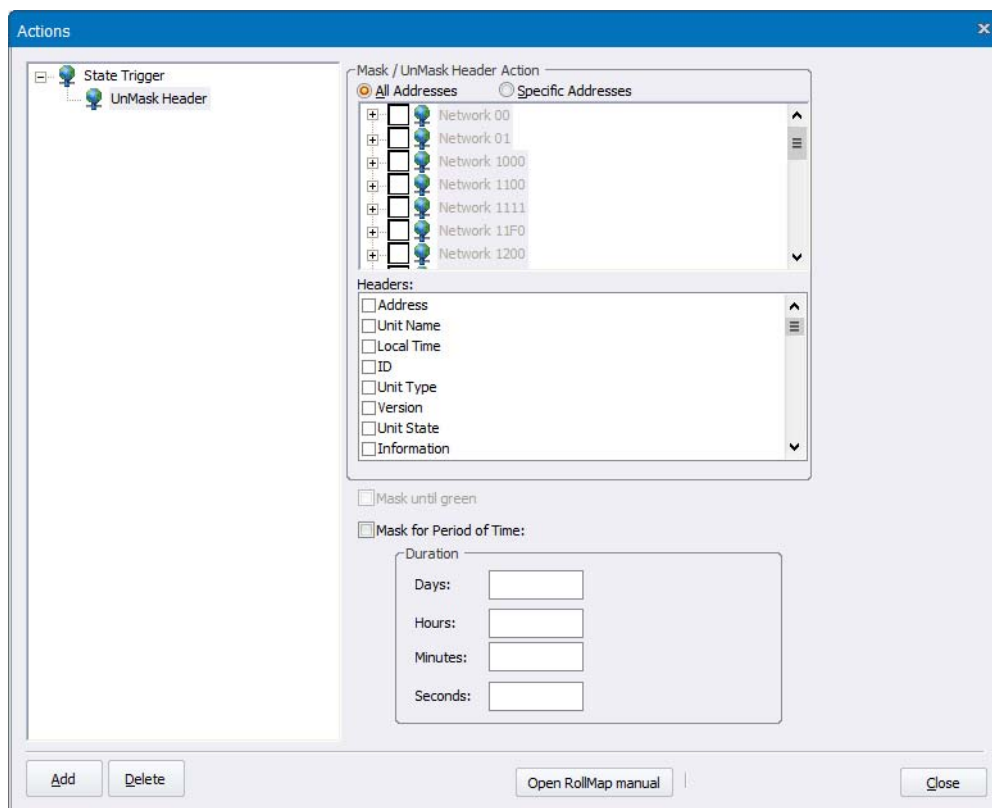 Actions
State Trigger
UnMask Header
Mask / UnMask Header Action
All Addresses Specific Addresses
Network 00
Network 01
Network 1000
Network 1100
Network 1111
Network 11F0
Network 1200
Headers:
Address
Unit Name
Local Time
ID
Unit Type
Version
Unit State
Information
Mask until green
Mask for Period of Time:
Duration
Days:
Hours:
Minutes:
Seconds:
Add Delete Open RollMap manual Close